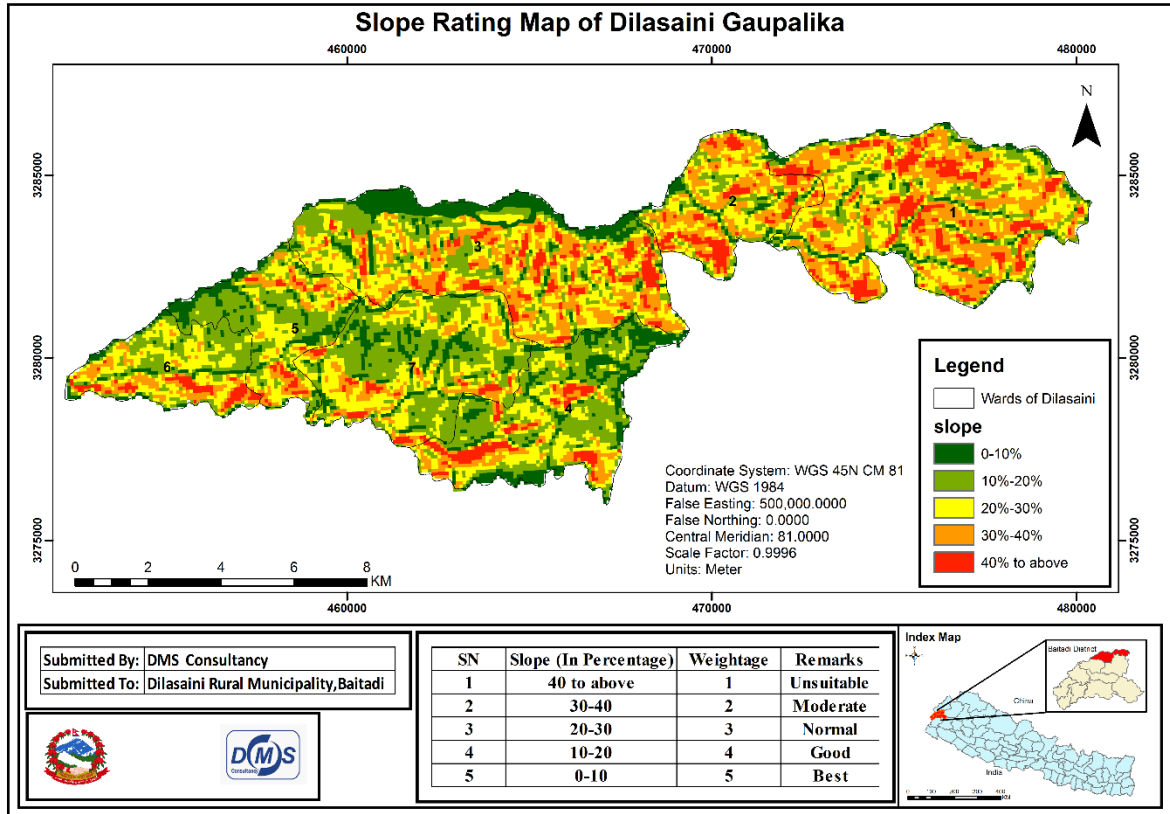 Slope Rating Map of Dilasaini Gaupalika
460000
470000
480000
N
3285000
3285000
2
1
3
5
3280000
3280000
7
6
4
Legend
Wards of Dilasaini
slope
0-10%
10%-20%
20%-30%
30%-40%
40% to above
Coordinate System: WGS 45N CM 81
Datum: WGS 1984
False Easting: 500,000.0000
False Northing: 0.0000
Central Meridian: 81.0000
Scale Factor: 0.9996
Units: Meter
3275000
3275000
0 2 4 6 8
KM
460000
470000
480000
Submitted By: DMS Consultancy
Submitted To: Dilasaini Rural Municipality,Baitadi
DMS
Consultancy
SN Slope (In Percentage) Weightage Remarks
1 40 to above 1 Unsuitable
2 30-40 2 Moderate
3 20-30 3 Normal
4 10-20 4 Good
5 0-10 5 Best
Index Map
Baitadi District
China
India
KM